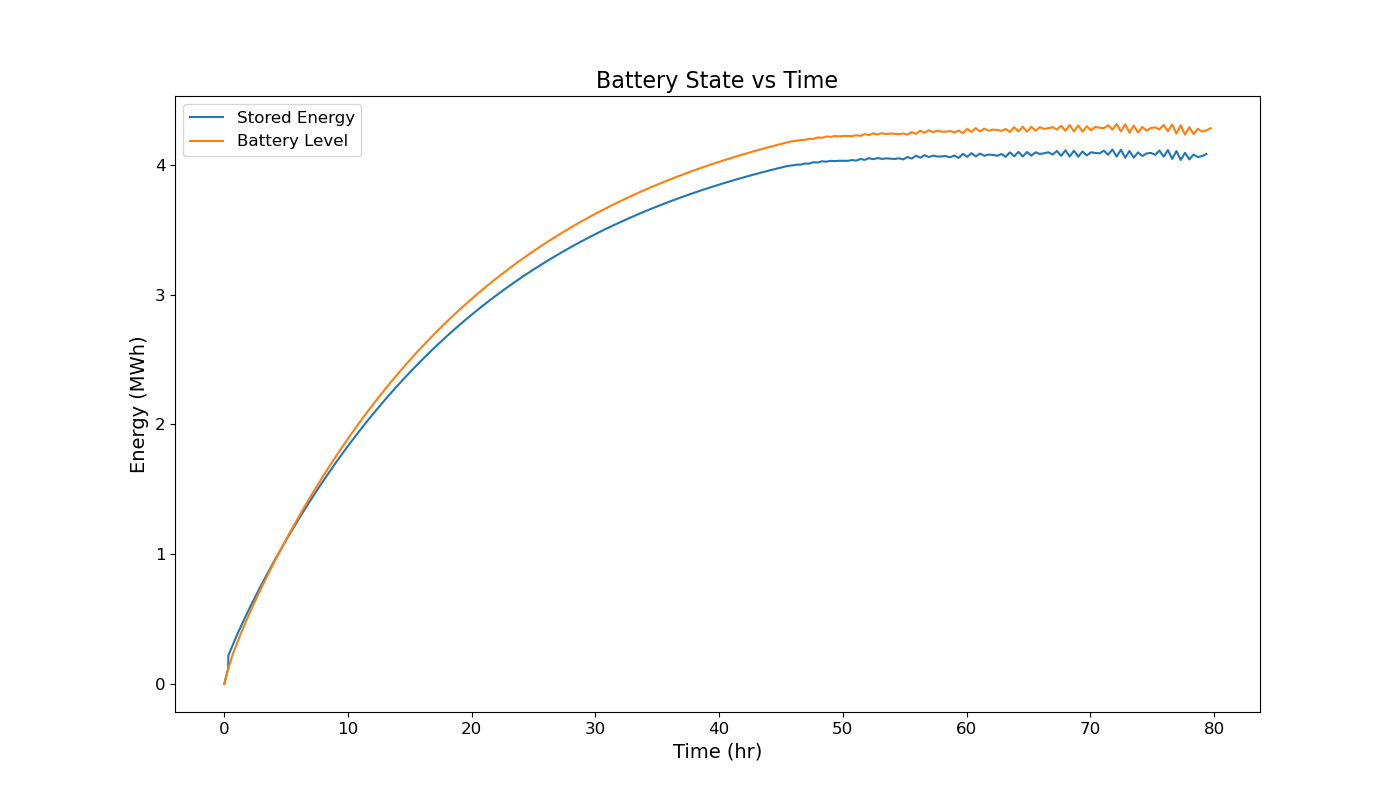 Battery State vs Time
Stored Energy
Battery Level
Energy (MWh)
4
3
2
1
0
0 10 20 30 40 50 60 70 80
Time (hr)